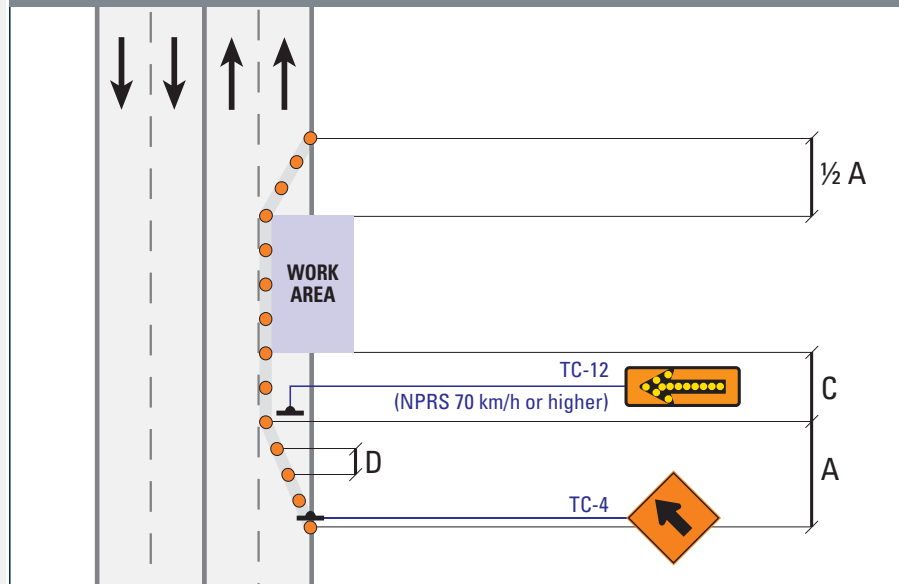 ½ A
WORK
AREA
TC-12
(NPRS 70 km/h or higher)
C
D
A
TC-4